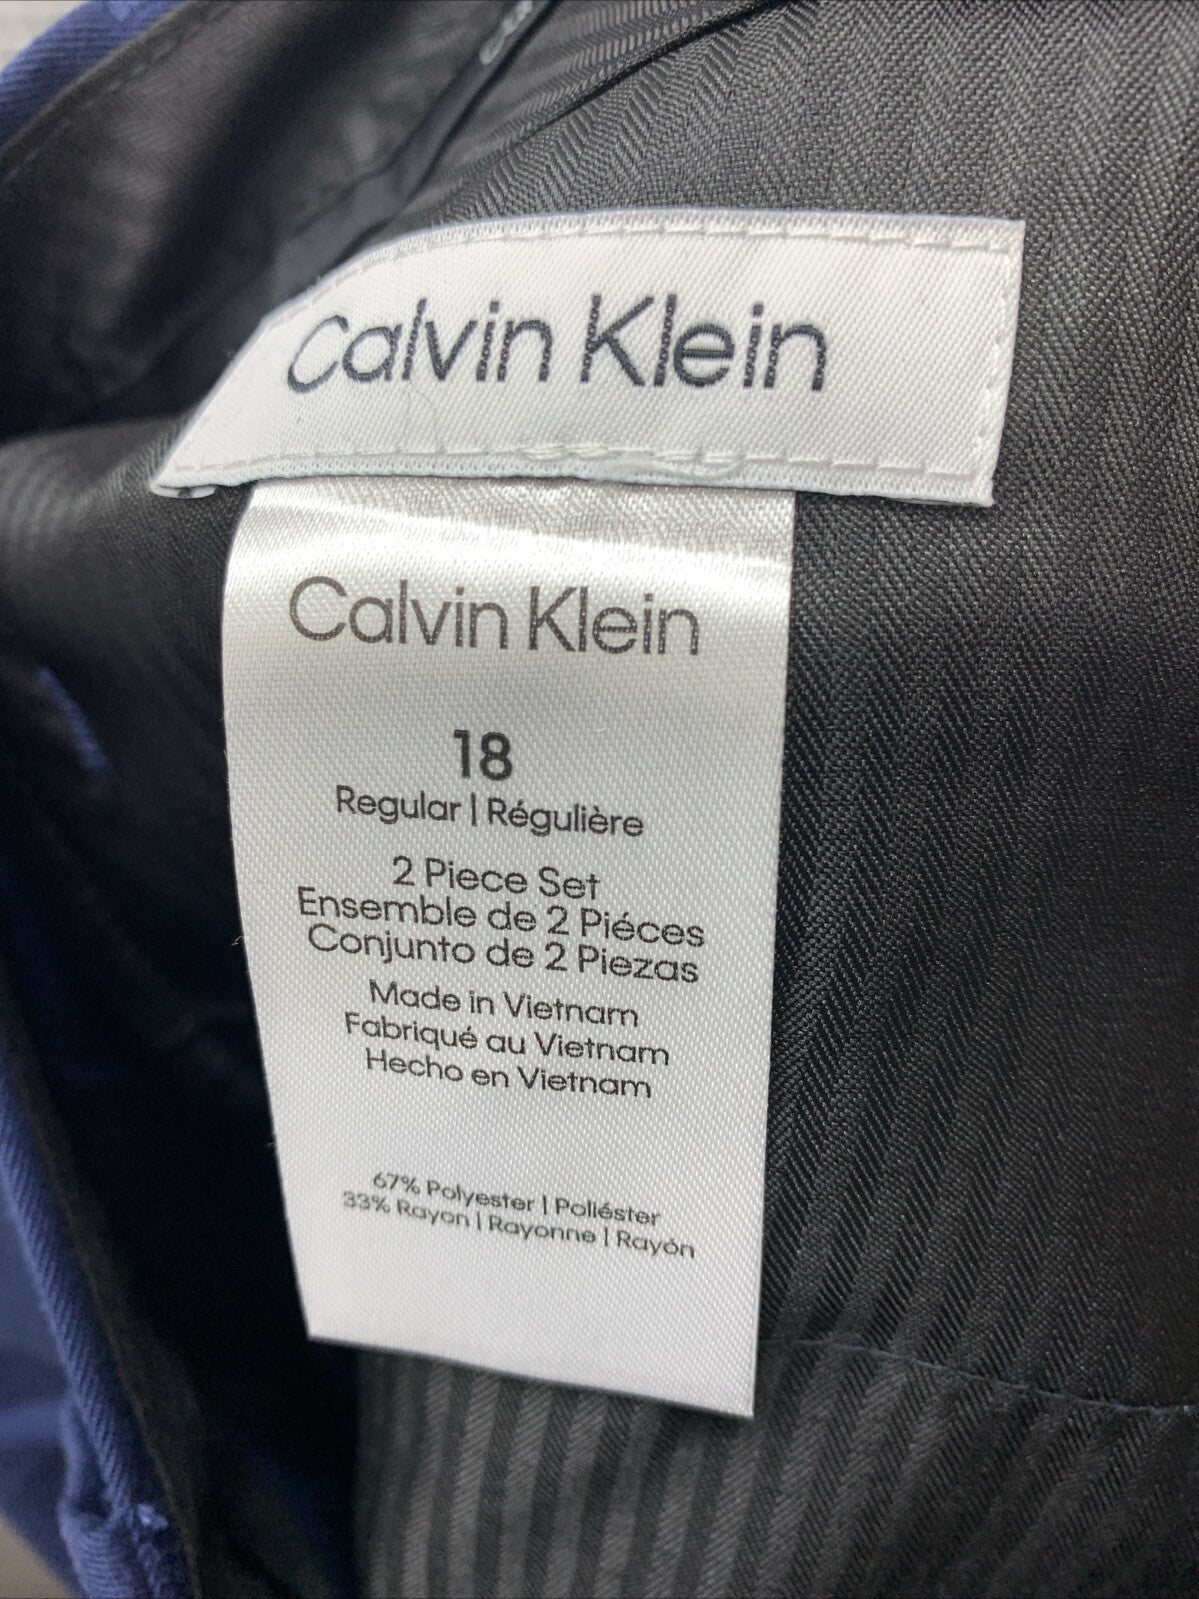 Calvin Klein
Calvin Klein
18
Regular | Régulière
2 Piece Set
Ensemble de 2 Piéces
Conjunto de 2 Piezas
Made in Vietnam
Fabriqué au Vietnam
Hecho en Vietnam
67% Polyester | Poliéster
33% Rayon | Rayonne | Rayón